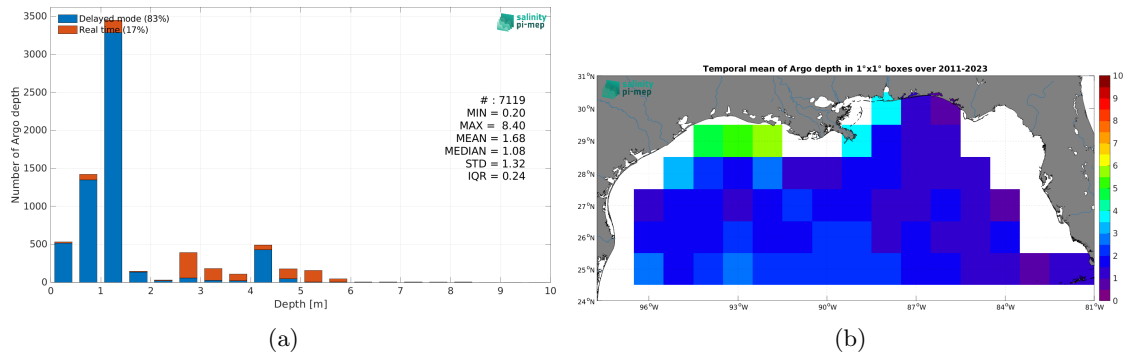 Delayed mode (83%)
Real time (17%)
salinity
pi-mep
3500
3000
2500
2000
1500
1000
500
0
Number of Argo depth
# : 7119
MIN = 0.20
MAX = 8.40
MEAN = 1.68
MEDIAN = 1.08
STD = 1.32
IQR = 0.24
0 1 2 3 4 5 6 7 8 9 10
Depth [m]
(a)
Temporal mean of Argo depth in 1°x1° boxes over 2011-2023
salinity
pi-mep
31°N
30°N
29°N
28°N
27°N
26°N
25°N
24°N
96°W 93°W 90°W 87°W 84°W 81°W
10
9
8
7
6
5
4
3
2
1
0
(b)